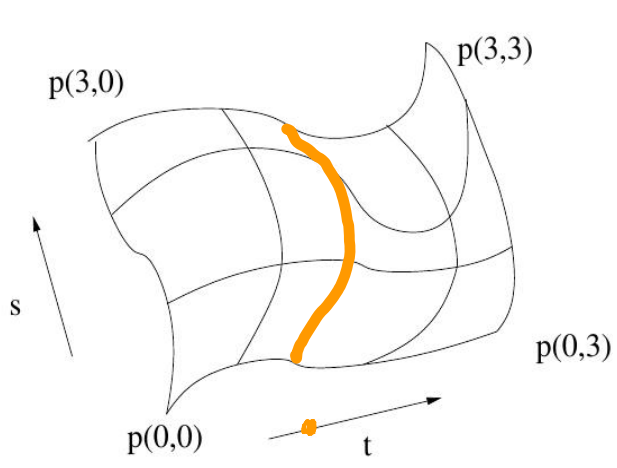 p(3,3)
p(3,0)
s
p(0,3)
p(0,0)
t